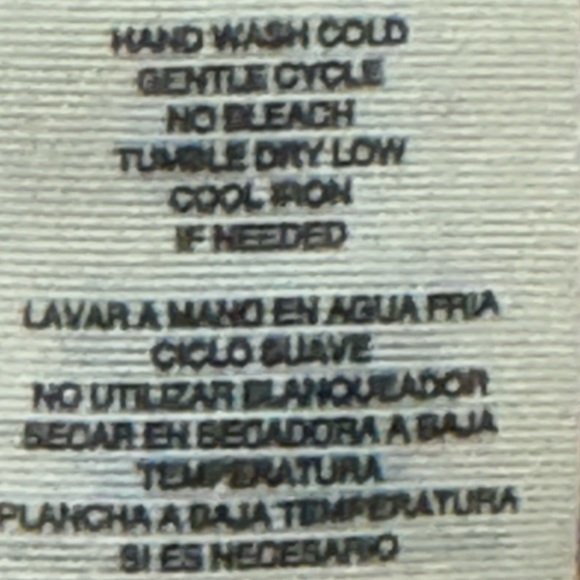 HAND WASH COLD
GENTLE CYCLE
NO BLEACH
TUMBLE DRY LOW
COOL IRON
IF NEEDED
LAVAR A MANO EN AGUA FRIA
CICLO SUAVE
NO UTILIZAR BLANQUEADOR
SECAR EN SECADORA A BAJA
TEMPERATURA
PLANCHA A BAJA TEMPERATURA
SI ES NECESARIO